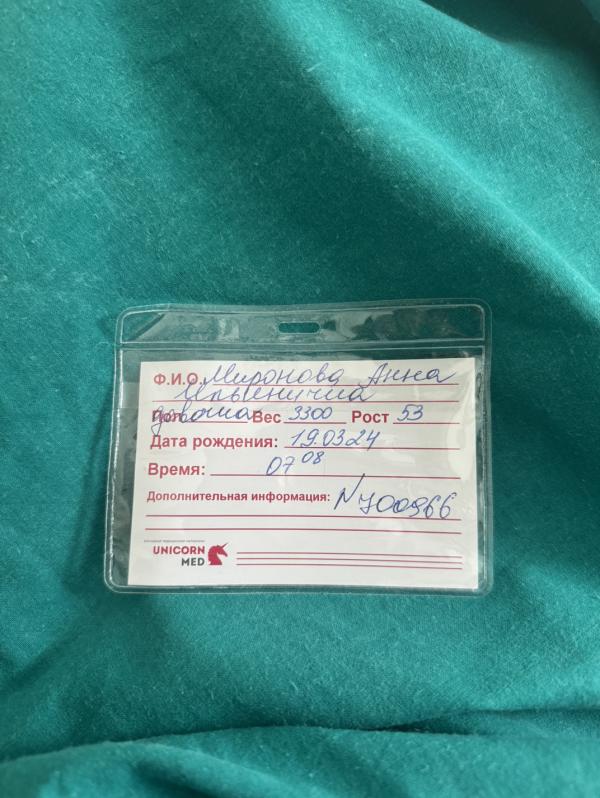 Ф.И.О. Миронова Анна
Ильинична
Пол девочка Вес 3300 Рост 53
Дата рождения: 19.03.24
Время: 07 08
Дополнительная информация: N 700966
UNICORN
MED